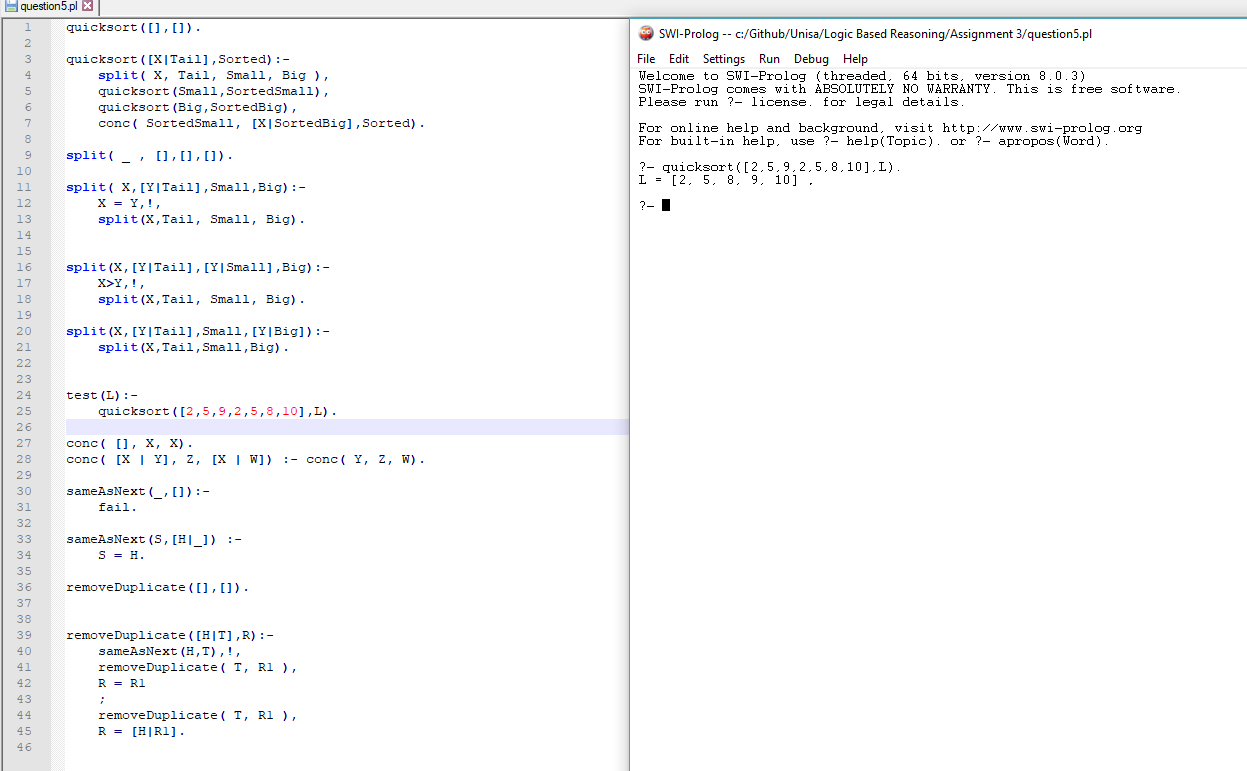 question5.pl
1 quicksort([],[]).
2
3 quicksort([X|Tail],Sorted):-
4 split( X, Tail, Small, Big ),
5 quicksort(Small,SortedSmall),
6 quicksort(Big,SortedBig),
7 conc( SortedSmall, [X|SortedBig],Sorted).
8
9 split( _ , [],[],[]).
10
11 split( X,[Y|Tail],Small,Big):-
12 X = Y,!,
13 split(X,Tail, Small, Big).
14
15
16 split(X,[Y|Tail],[Y|Small],Big):-
17 X>Y,!,
18 split(X,Tail, Small, Big).
19
20 split(X,[Y|Tail],Small,[Y|Big]):-
21 split(X,Tail,Small,Big).
22
23
24 test(L):-
25 quicksort([2,5,9,2,5,8,10],L).
26
27 conc( [], X, X).
28 conc( [X | Y], Z, [X | W]) :- conc( Y, Z, W).
29
30 sameAsNext(_,[]):-
31 fail.
32
33 sameAsNext(S,[H|_]) :-
34 S = H.
35
36 removeDuplicate([],[]).
37
38
39 removeDuplicate([H|T],R):-
40 sameAsNext(H,T),!,
41 removeDuplicate( T, R1 ),
42 R = R1
43 ;
44 removeDuplicate( T, R1 ),
45 R = [H|R1].
46
SWI-Prolog -- c:/Github/Unisa/Logic Based Reasoning/Assignment 3/question5.pl
File Edit Settings Run Debug Help
Welcome to SWI-Prolog (threaded, 64 bits, version 8.0.3)
SWI-Prolog comes with ABSOLUTELY NO WARRANTY. This is free software.
Please run ?- license. for legal details.
For online help and background, visit http://www.swi-prolog.org
For built-in help, use ?- help(Topic). or ?- apropos(Word).
?- quicksort([2,5,9,2,5,8,10],L).
L = [2, 5, 8, 9, 10] .
?-